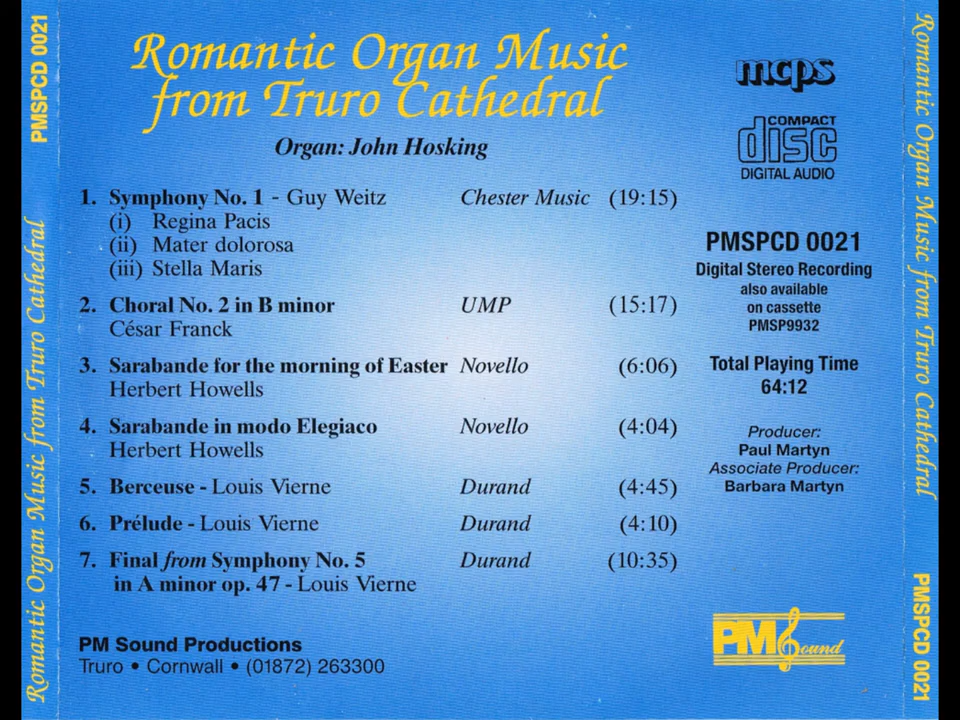 PMSPCD 0021
Romantic Organ Music from Truro Cathedral
Romantic Organ Music
from Truro Cathedral
Organ: John Hosking
1. Symphony No. 1 - Guy Weitz Chester Music (19:15)
(i) Regina Pacis
(ii) Mater dolorosa
(iii) Stella Maris
2. Choral No. 2 in B minor UMP (15:17)
César Franck
3. Sarabande for the morning of Easter Novello (6:06)
Herbert Howells
4. Sarabande in modo Elegiaco Novello (4:04)
Herbert Howells
5. Berceuse - Louis Vierne Durand (4:45)
6. Prélude - Louis Vierne Durand (4:10)
7. Final from Symphony No. 5 Durand (10:35)
in A minor op. 47 - Louis Vierne
PM Sound Productions
Truro • Cornwall • (01872) 263300
mcps
COMPACT
disc
DIGITAL AUDIO
PMSPCD 0021
Digital Stereo Recording
also available
on cassette
PMSP9932
Total Playing Time
64:12
Producer:
Paul Martyn
Associate Producer:
Barbara Martyn
PM Sound
Romantic Organ Music from Truro Cathedral
PMSPCD 0021